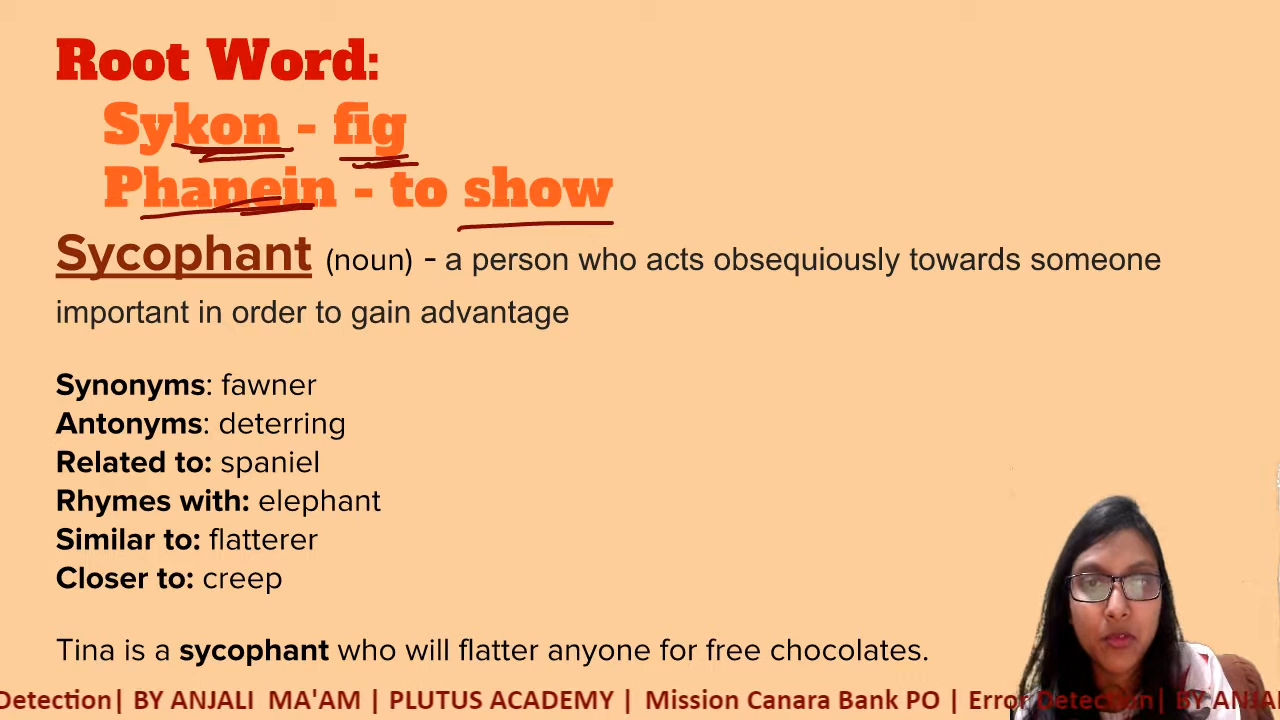 Root Word:
Sykon - fig
Phanein - to show
Sycophant (noun) - a person who acts obsequiously towards someone
important in order to gain advantage
Synonyms: fawner
Antonyms: deterring
Related to: spaniel
Rhymes with: elephant
Similar to: flatterer
Closer to: creep
Tina is a sycophant who will flatter anyone for free chocolates.
Detection| BY ANJALI MA'AM | PLUTUS ACADEMY | Mission Canara Bank PO | Error Detection| BY ANJA